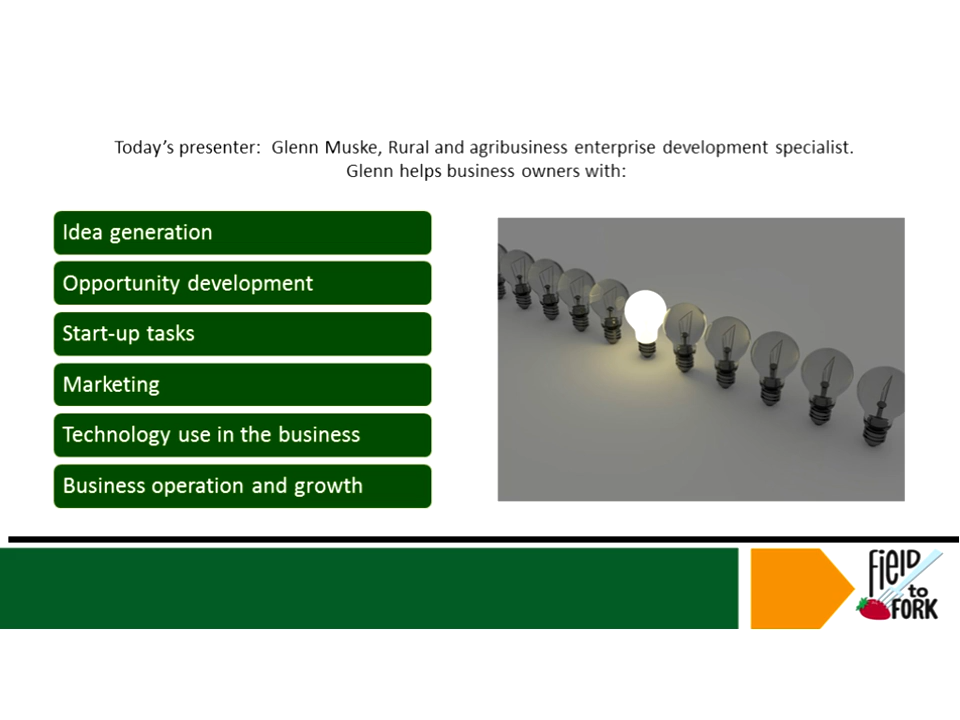 Today's presenter:  Glenn Muske, Rural and agribusiness enterprise development specialist.
Glenn helps business owners with:
Idea generation
Opportunity development
Start-up tasks
Marketing
Technology use in the business
Business operation and growth
FiElD
to
FORK